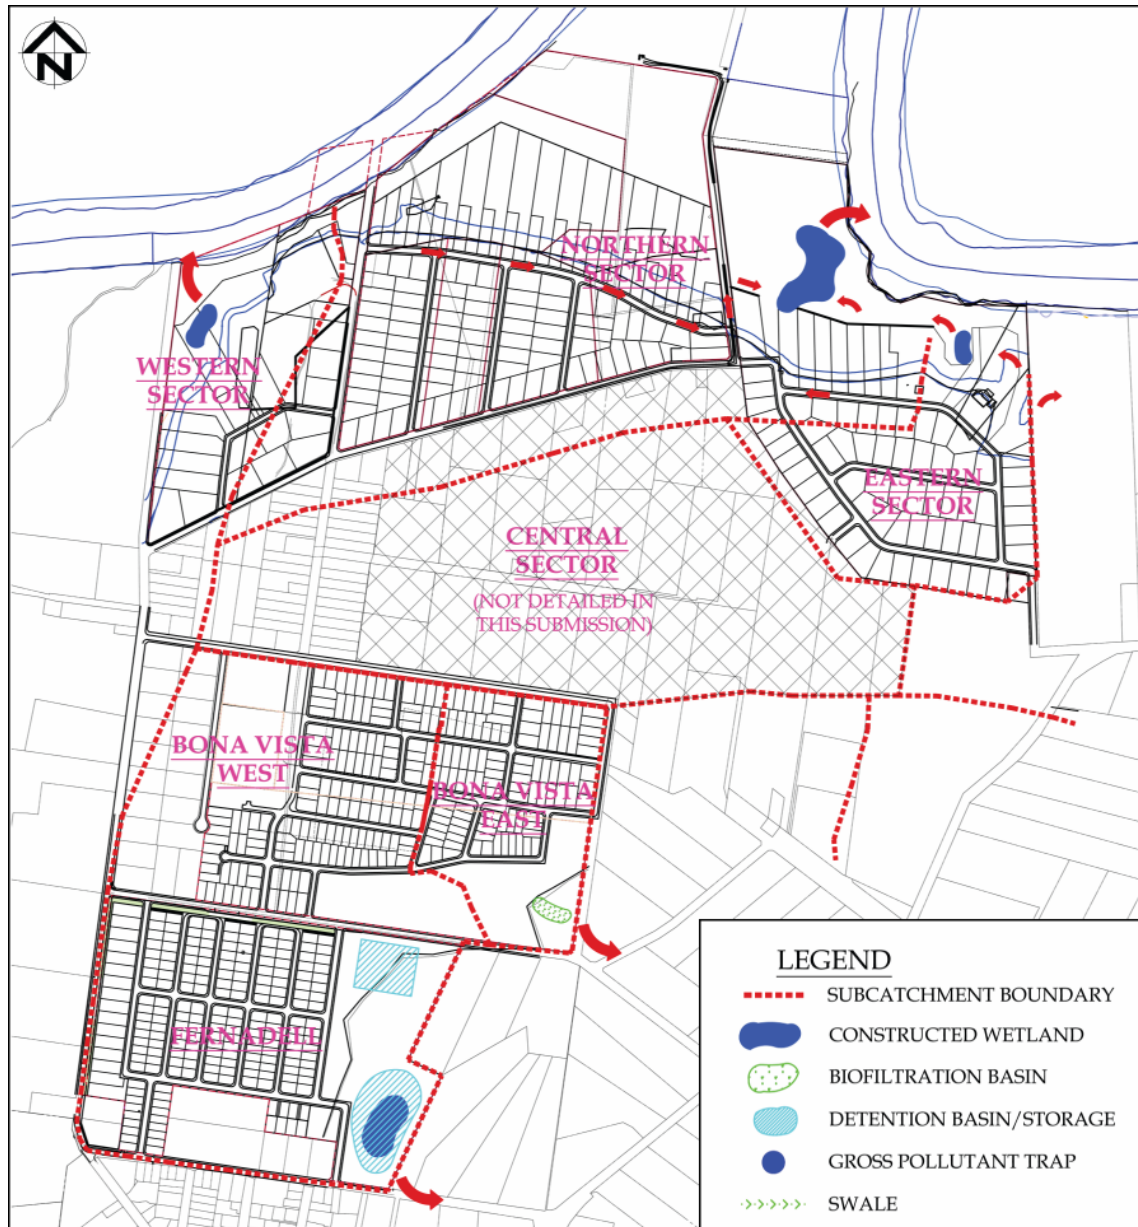 N
NORTHERN
SECTOR
WESTERN
SECTOR
EASTERN
SECTOR
CENTRAL
SECTOR
(NOT DETAILED IN
THIS SUBMISSION)
BONA VISTA
WEST
BONA VISTA
EAST
FERNADELL
LEGEND
SUBCATCHMENT BOUNDARY
CONSTRUCTED WETLAND
BIOFILTRATION BASIN
DETENTION BASIN/STORAGE
GROSS POLLUTANT TRAP
SWALE